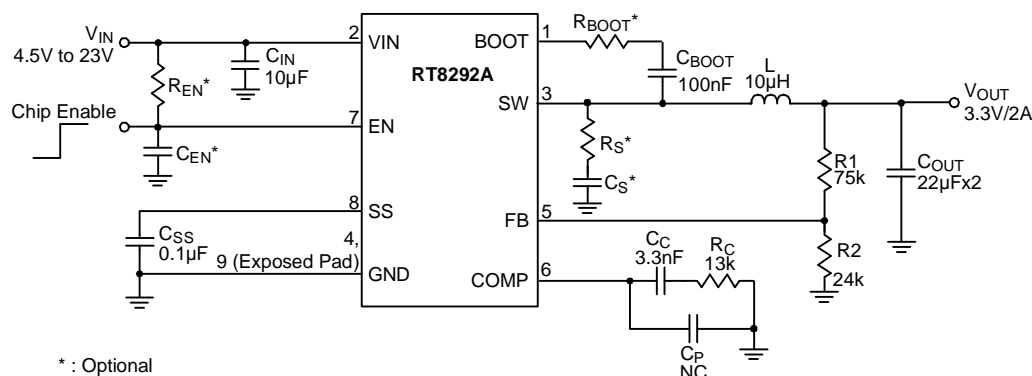 VIN
4.5V to 23V
REN*
CIN
10µF
Chip Enable
CEN*
CSS
0.1µF
2
VIN
7
EN
8
SS
4,
9 (Exposed Pad)
GND
RT8292A
BOOT
1
SW
3
FB
5
COMP
6
RBOOT*
CBOOT
100nF
L
10µH
RS*
CS*
VOUT
3.3V/2A
R1
75k
COUT
22µFx2
R2
24k
CC
3.3nF
RC
13k
CP
NC
* : Optional